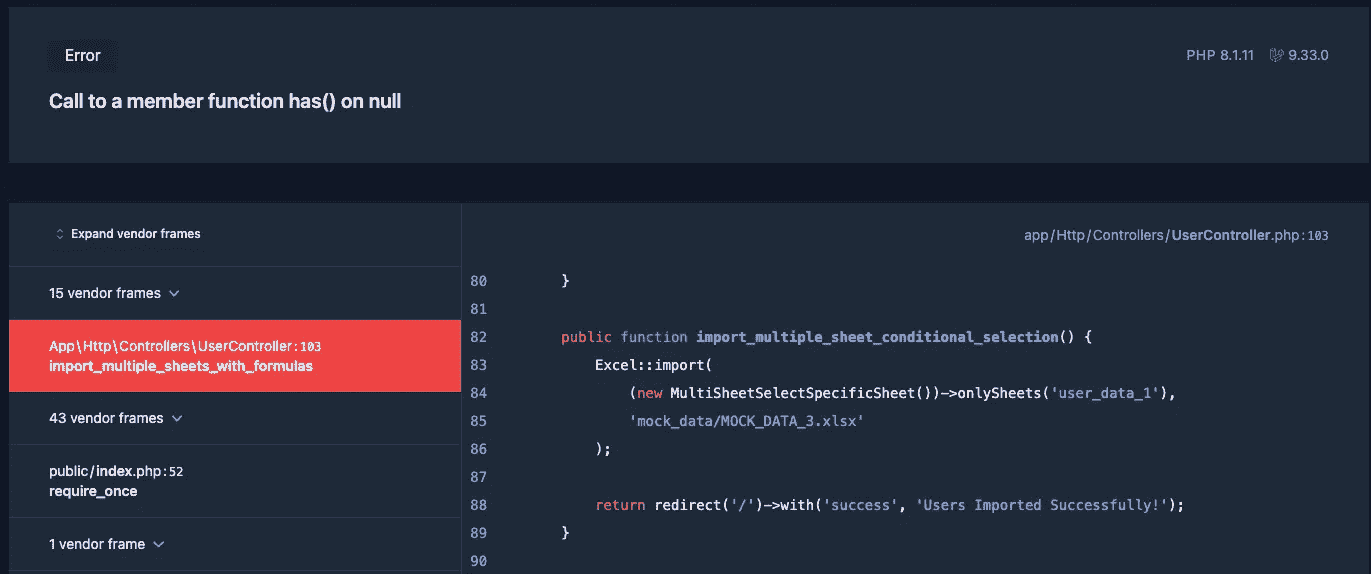 Error
PHP 8.1.11 9.33.0
Call to a member function has() on null
Expand vendor frames
15 vendor frames
App\Http\Controllers\UserController:103
import_multiple_sheets_with_formulas
43 vendor frames
public/index.php:52
require_once
1 vendor frame
app/Http/Controllers/UserController.php:103
80 }
81
82 public function import_multiple_sheet_conditional_selection() {
83 Excel::import(
84 (new MultiSheetSelectSpecificSheet())->onlySheets('user_data_1'),
85 'mock_data/MOCK_DATA_3.xlsx'
86 );
87
88 return redirect('/')->with('success', 'Users Imported Successfully!');
89 }
90